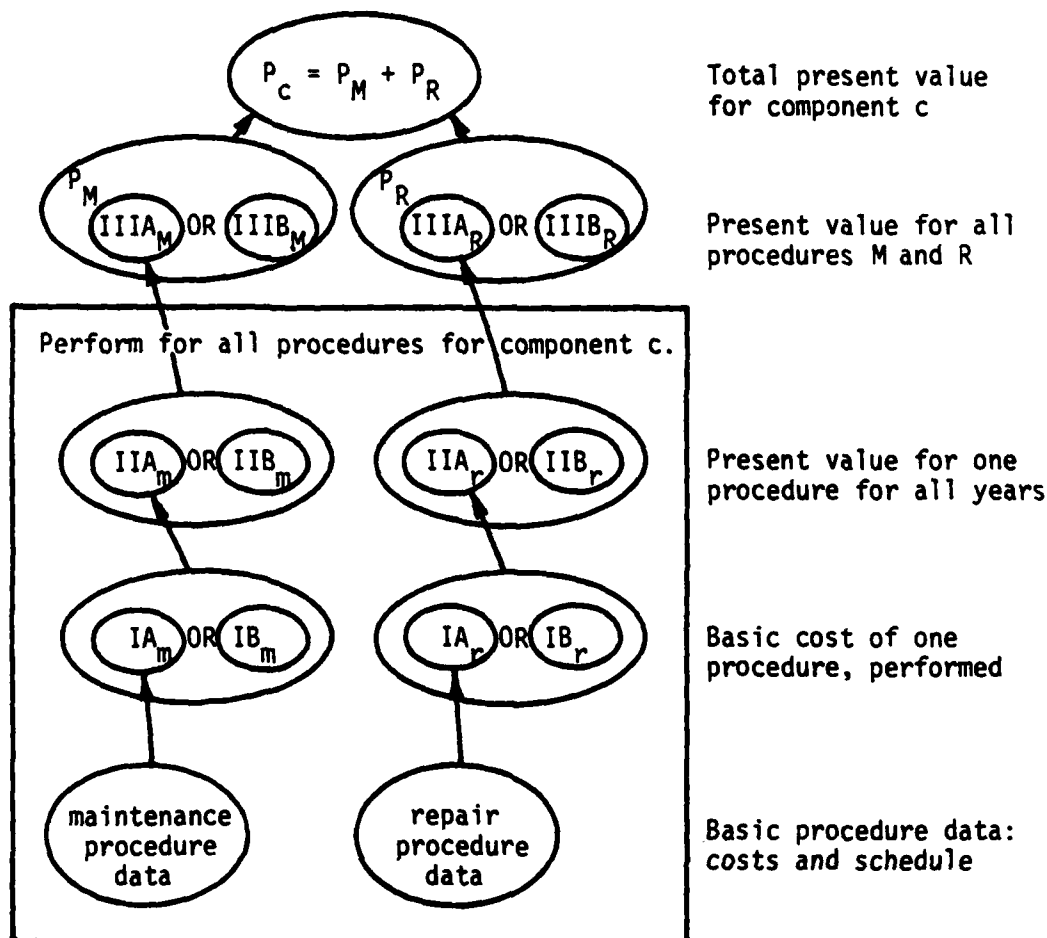 P_c = P_M + P_R
Total present value
for component c
P_M
IIIA_M OR IIIB_M
P_R
IIIA_R OR IIIB_R
Present value for all
procedures M and R
Perform for all procedures for component c.
IIA_m OR IIB_m
IIA_r OR IIB_r
Present value for one
procedure for all years
IA_m OR IB_m
IA_r OR IB_r
Basic cost of one
procedure, performed
maintenance
procedure
data
repair
procedure
data
Basic procedure data:
costs and schedule